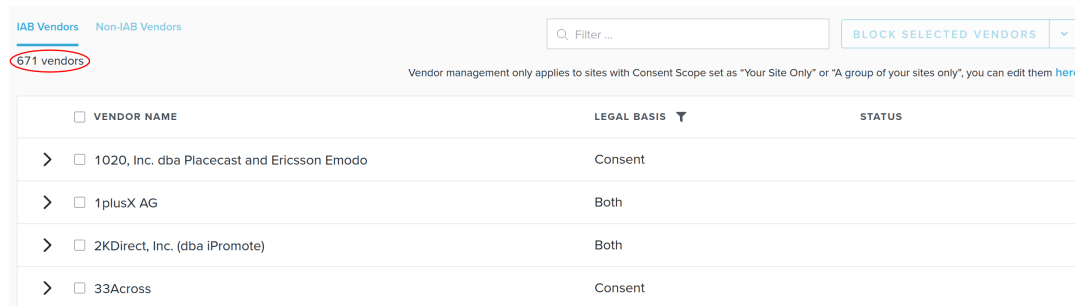 IAB Vendors Non-IAB Vendors
Filter ...
BLOCK SELECTED VENDORS
671 vendors
Vendor management only applies to sites with Consent Scope set as “Your Site Only” or “A group of your sites only”, you can edit them here
VENDOR NAME LEGAL BASIS STATUS
1020, Inc. dba Placecast and Ericsson Emodo Consent
1plusX AG Both
2KDirect, Inc. (dba iPromote) Both
33Across Consent